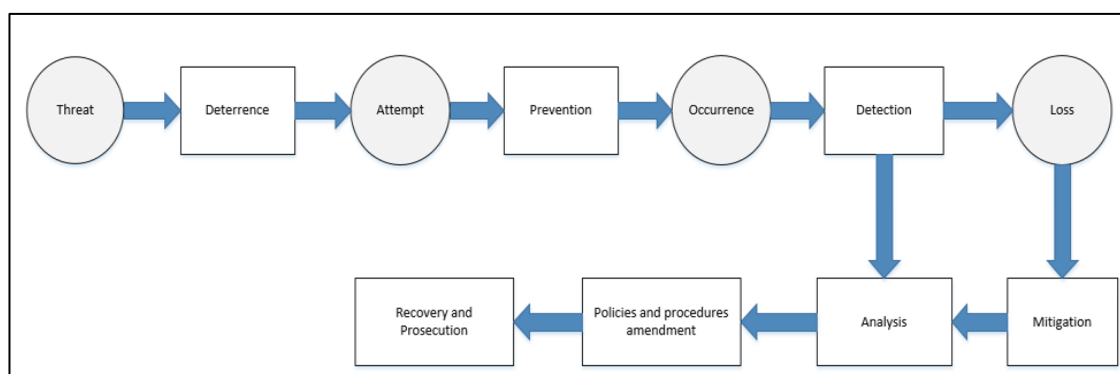 Threat
Deterrence
Attempt
Prevention
Occurrence
Detection
Loss
Recovery and
Prosecution
Policies and procedures
amendment
Analysis
Mitigation